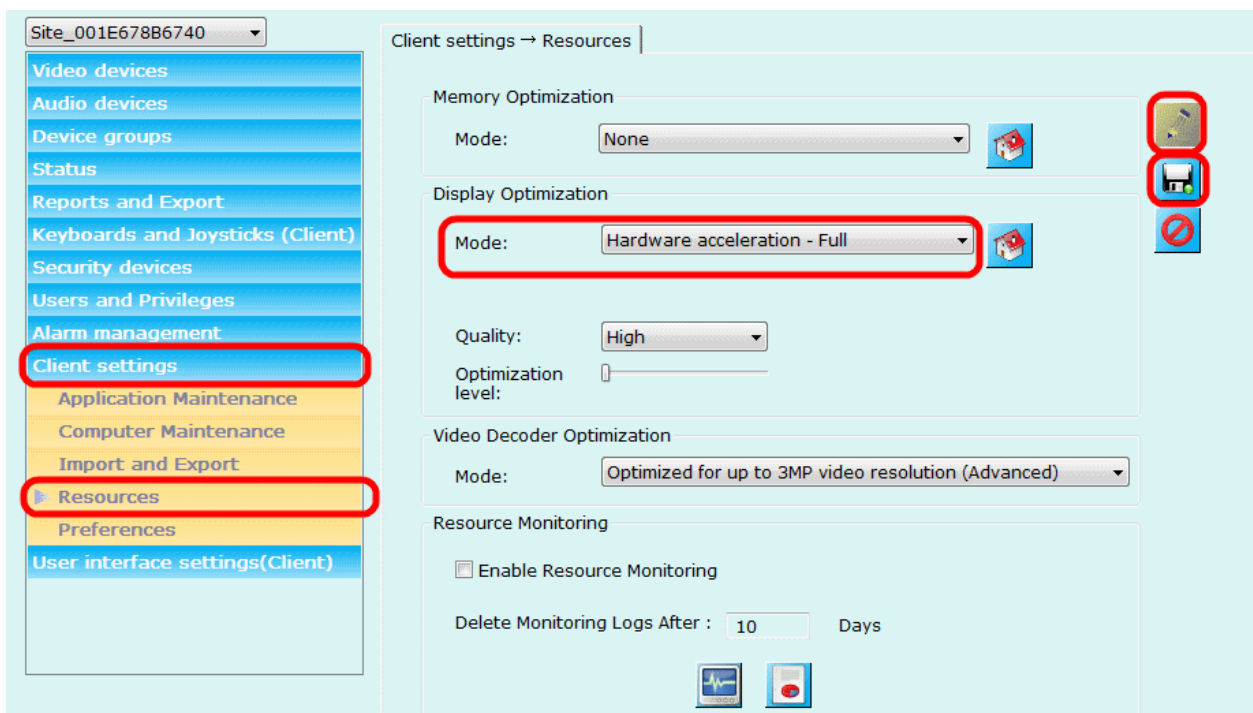 Site_001E678B6740
Video devices
Audio devices
Device groups
Status
Reports and Export
Keyboards and Joysticks (Client)
Security devices
Users and Privileges
Alarm management
Client settings
Application Maintenance
Computer Maintenance
Import and Export
Resources
Preferences
User interface settings(Client)
Client settings → Resources
Memory Optimization
Mode: None
Display Optimization
Mode: Hardware acceleration - Full
Quality: High
Optimization
level:
Video Decoder Optimization
Mode: Optimized for up to 3MP video resolution (Advanced)
Resource Monitoring
Enable Resource Monitoring
Delete Monitoring Logs After : 10 Days